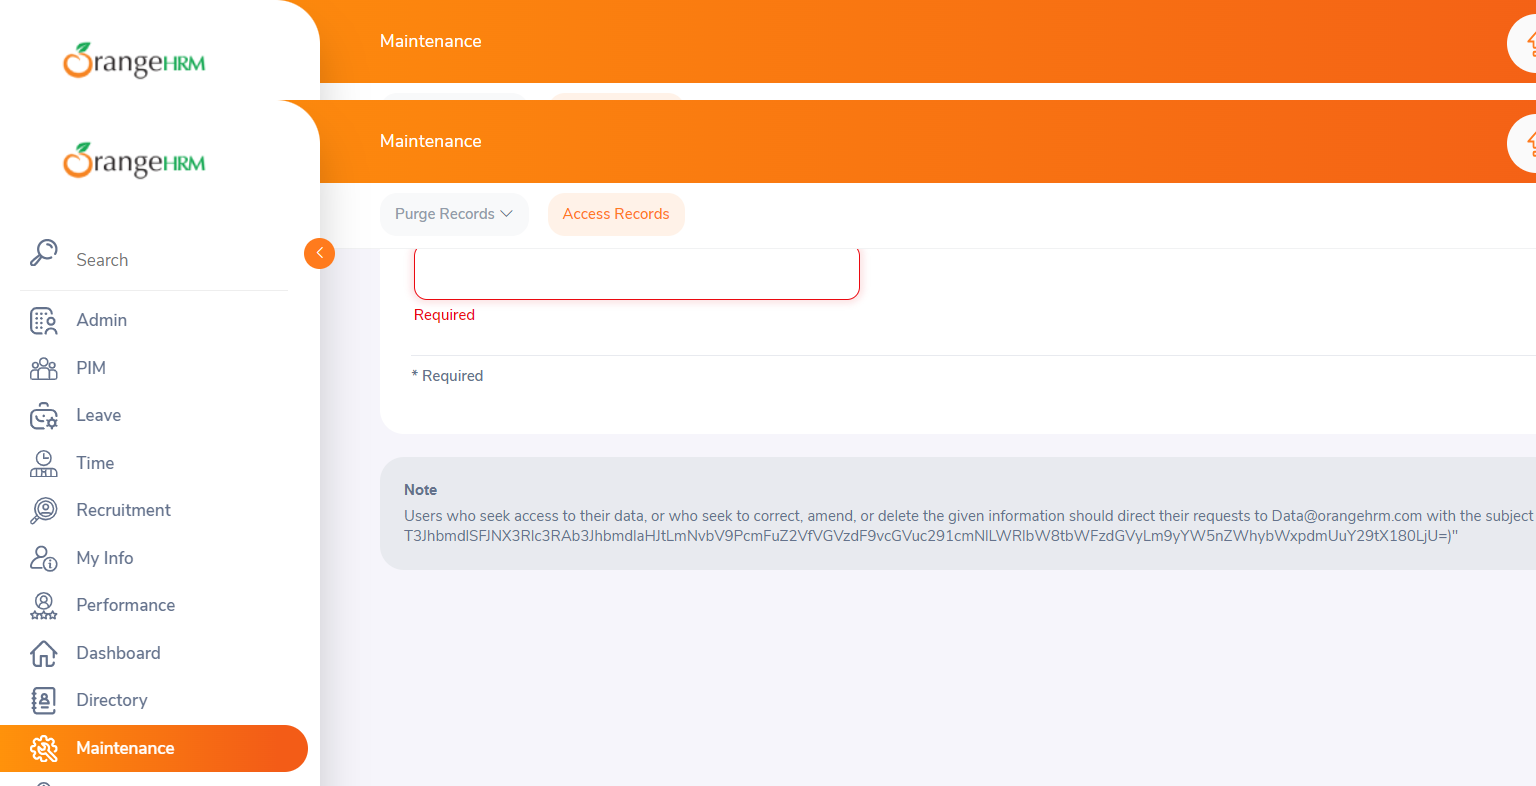 OrangeHRM
Maintenance
OrangeHRM
Maintenance
Purge Records
Access Records
Search
Required
Admin
* Required
PIM
Leave
Time
Note
Recruitment
Users who seek access to their data, or who seek to correct, amend, or delete the given information should direct their requests to Data@orangehrm.com with the subject
T3JhbmdlSFJNX3Rlc3RAb3JhbmdlaHJtLmNvbV9PcmFuZ2VfVGVzdF9vcGVuc291cmNlLWRlbW8tbWFzdGVyLm9yYW5nZWhybWxpdmUuY29tX180LjU=)"
My Info
Performance
Dashboard
Directory
Maintenance